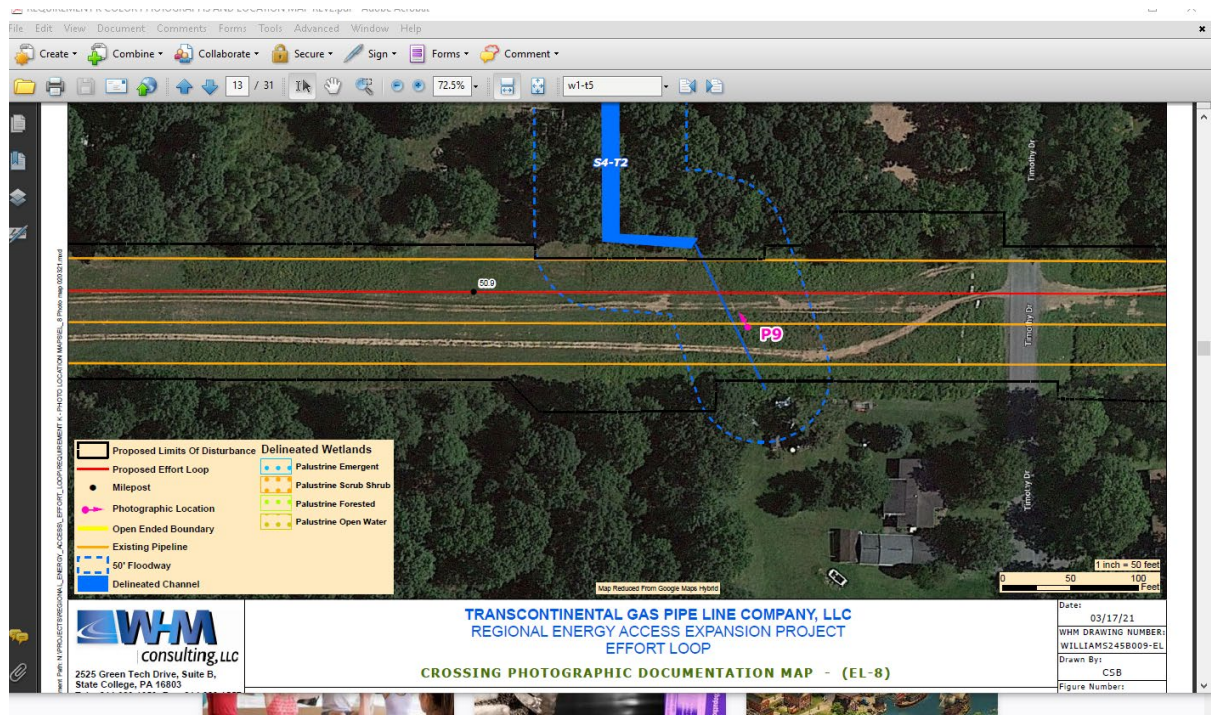 File Edit View Document Comments Forms Tools Advanced Window Help
Create Combine Collaborate Secure Sign Forms Comment
13 / 31 72.5% w1-t5
S4-T2
Timothy Dr
50.9
P9
Timothy Dr
Timothy Dr
Proposed Limits Of Disturbance
Proposed Effort Loop
Milepost
Photographic Location
Open Ended Boundary
Existing Pipeline
50' Floodway
Delineated Channel
Delineated Wetlands
Palustrine Emergent
Palustrine Scrub Shrub
Palustrine Forested
Palustrine Open Water
Map Reduced From Google Maps Hybrid
1 inch = 50 feet
0 50 100
Feet
WHM
consulting, LLC
2525 Green Tech Drive, Suite B,
State College, PA 16803
TRANSCONTINENTAL GAS PIPE LINE COMPANY, LLC
REGIONAL ENERGY ACCESS EXPANSION PROJECT
EFFORT LOOP
CROSSING PHOTOGRAPHIC DOCUMENTATION MAP - (EL-8)
Date:
03/17/21
WHM DRAWING NUMBER:
WILLIAMS245B009-EL
Drawn By:
CSB
Figure Number: